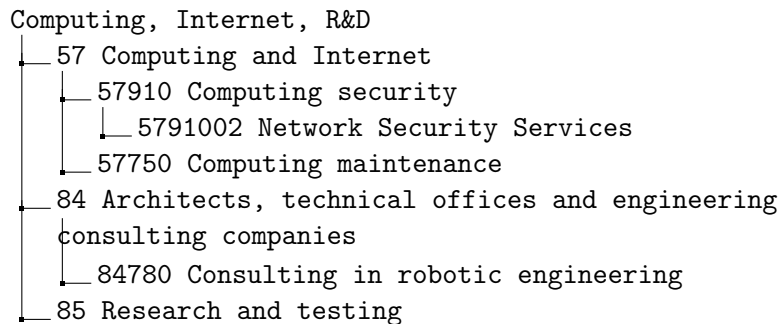 Computing, Internet, R&D
57 Computing and Internet
57910 Computing security
5791002 Network Security Services
57750 Computing maintenance
84 Architects, technical offices and engineering
consulting companies
84780 Consulting in robotic engineering
85 Research and testing